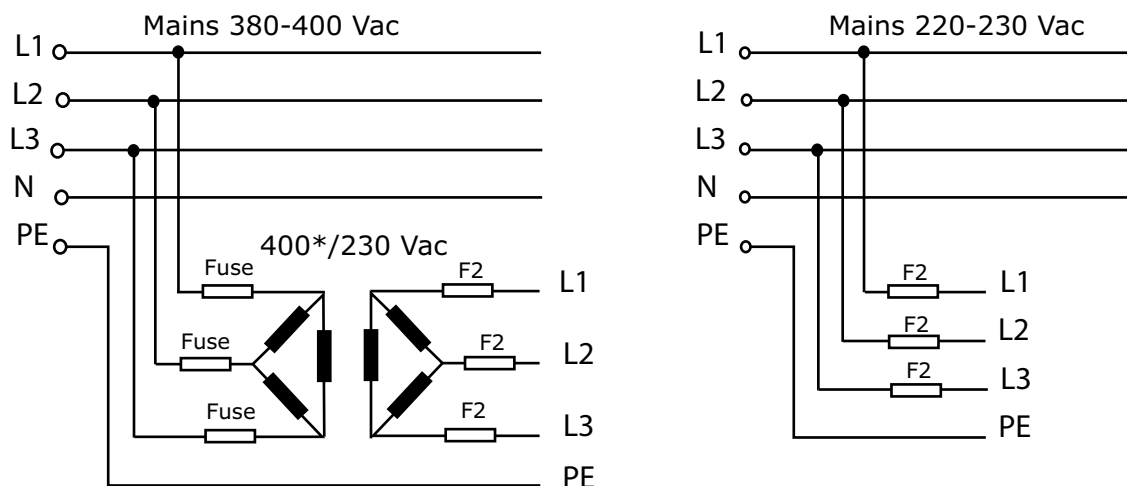 Mains 380-400 Vac
L1
L2
L3
N
PE
400*/230 Vac
Fuse
F2
L1
Fuse
F2
L2
Fuse
F2
L3
PE
Mains 220-230 Vac
L1
L2
L3
N
PE
F2
L1
F2
L2
F2
L3
PE